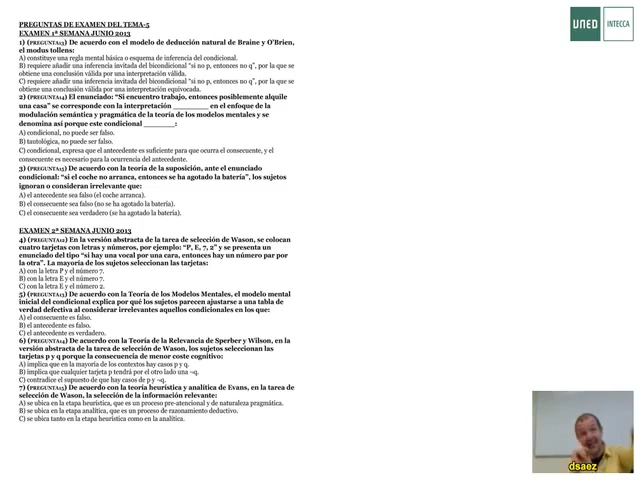 PREGUNTAS DE EXAMEN DEL TEMA-5
EXAMEN 1ª SEMANA JUNIO 2013
1) (PREGUNTA13) De acuerdo con el modelo de deducción natural de Braine y O'Brien,
el modus tollens:
A) constituye una regla mental básica o esquema de inferencia del condicional.
B) requiere añadir una inferencia invitada del bicondicional "si no p, entonces no q", por la que se
obtiene una conclusión válida por una interpretación válida.
C) requiere añadir una inferencia invitada del bicondicional "si no p, entonces no q", por la que se
obtiene una conclusión válida por una interpretación equivocada.
2) (PREGUNTA14) El enunciado: "Si encuentro trabajo, entonces posiblemente alquile
una casa" se corresponde con la interpretación ________ en el enfoque de la
modulación semántica y pragmática de la teoría de los modelos mentales y se
denomina así porque este condicional _______:
A) condicional, no puede ser falso.
B) tautológica, no puede ser falso.
C) condicional, expresa que el antecedente es suficiente para que ocurra el consecuente, y el
consecuente es necesario para la ocurrencia del antecedente.
3) (PREGUNTA15) De acuerdo con la teoría de la suposición, ante el enunciado
condicional: "si el coche no arranca, entonces se ha agotado la batería", los sujetos
ignoran o consideran irrelevante que:
A) el antecedente sea falso (el coche arranca).
B) el consecuente sea falso (no se ha agotado la batería).
C) el consecuente sea verdadero (se ha agotado la batería).
EXAMEN 2ª SEMANA JUNIO 2013
4) (PREGUNTA12) En la versión abstracta de la tarea de selección de Wason, se colocan
cuatro tarjetas con letras y números, por ejemplo: "P, E, 7, 2" y se presenta un
enunciado del tipo "si hay una vocal por una cara, entonces hay un número par por
la otra". La mayoría de los sujetos seleccionan las tarjetas:
A) con la letra P y el número 7.
B) con la letra E y el número 7.
C) con la letra E y el número 2.
5) (PREGUNTA13) De acuerdo con la Teoría de los Modelos Mentales, el modelo mental
inicial del condicional explica por qué los sujetos parecen ajustarse a una tabla de
verdad defectiva al considerar irrelevantes aquellos condicionales en los que:
A) el consecuente es falso.
B) el antecedente es falso.
C) el antecedente es verdadero.
6) (PREGUNTA14) De acuerdo con la Teoría de la Relevancia de Sperber y Wilson, en la
versión abstracta de la tarea de selección de Wason, los sujetos seleccionan las
tarjetas p y q porque la consecuencia de menor coste cognitivo:
A) implica que en la mayoría de los contextos hay casos p y q.
B) implica que cualquier tarjeta p tendrá por el otro lado una ¬q.
C) contradice el supuesto de que hay casos de p y ¬q.
7) (PREGUNTA15) De acuerdo con la teoría heurística y analítica de Evans, en la tarea de
selección de Wason, la selección de la información relevante:
A) se ubica en la etapa heurística, que es un proceso pre-atencional y de naturaleza pragmática.
B) se ubica en la etapa analítica, que es un proceso de razonamiento deductivo.
C) se ubica tanto en la etapa heurística como en la analítica.
UNED
INTECCA
dsaez